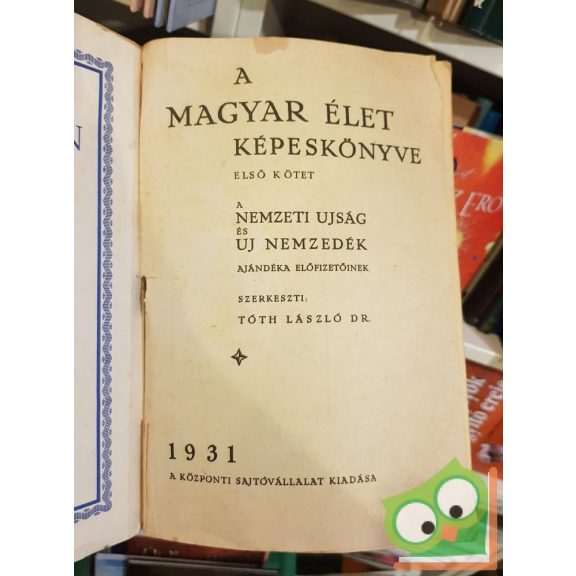 A
MAGYAR ÉLET
KÉPESKÖNYVE
ELSŐ KÖTET
A
NEMZETI UJSÁG
ÉS
UJ NEMZEDÉK
AJÁNDÉKA ELŐFIZETŐINEK
SZERKESZTI:
TÓTH LÁSZLÓ DR.
1931
A KÖZPONTI SAJTÓVÁLLALAT KIADÁSA